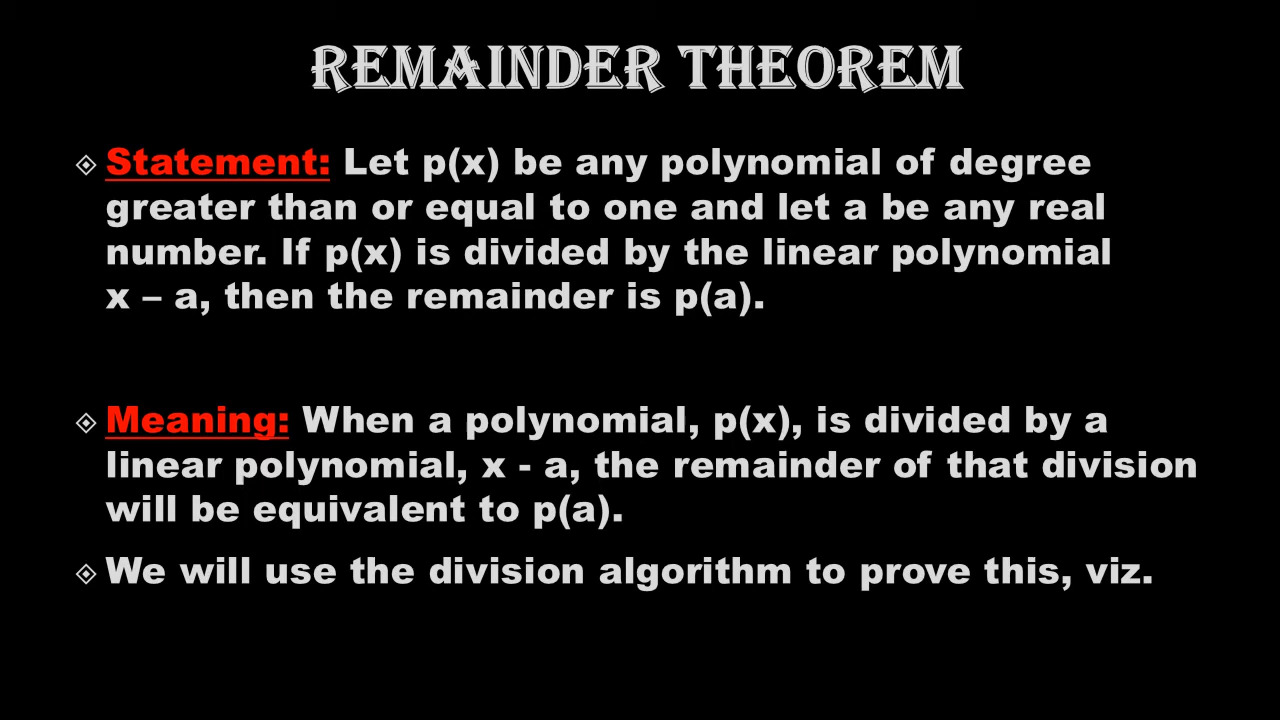 REMAINDER THEOREM
Statement: Let p(x) be any polynomial of degree
greater than or equal to one and let a be any real
number. If p(x) is divided by the linear polynomial
x – a, then the remainder is p(a).
Meaning: When a polynomial, p(x), is divided by a
linear polynomial, x - a, the remainder of that division
will be equivalent to p(a).
We will use the division algorithm to prove this, viz.